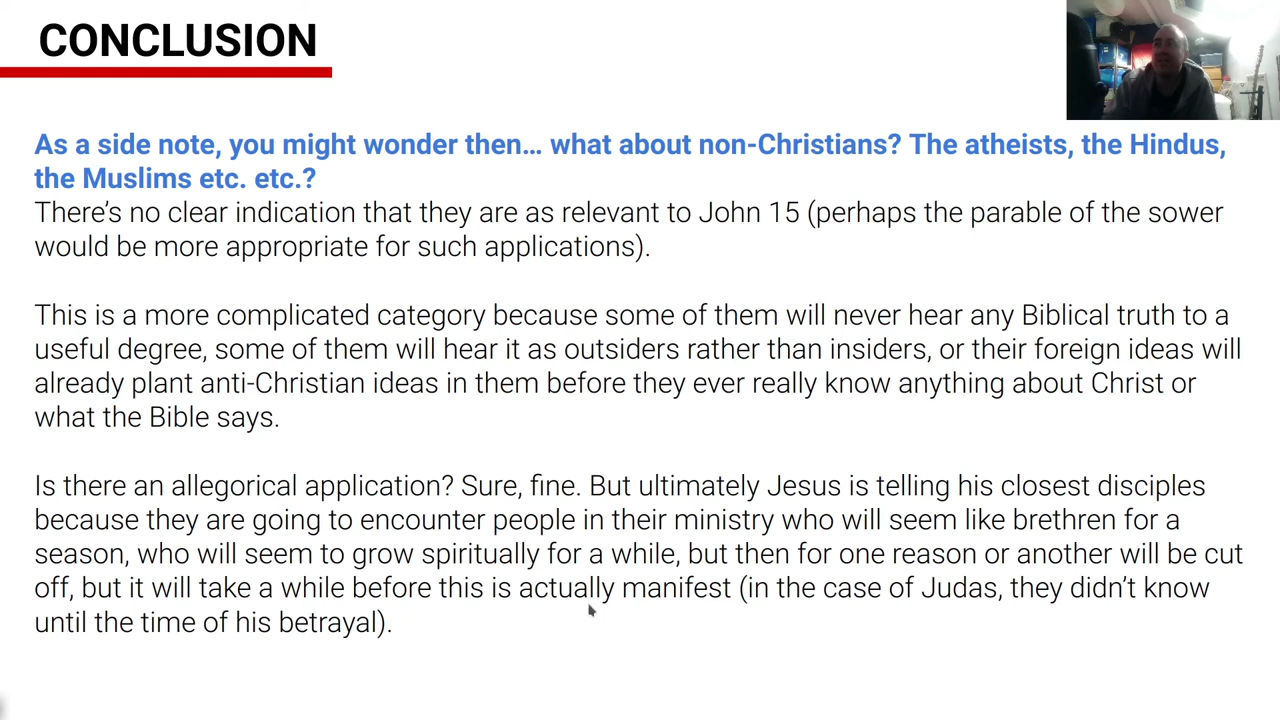 CONCLUSION
As a side note, you might wonder then… what about non-Christians? The atheists, the Hindus,
the Muslims etc. etc.?
There’s no clear indication that they are as relevant to John 15 (perhaps the parable of the sower
would be more appropriate for such applications).
This is a more complicated category because some of them will never hear any Biblical truth to a
useful degree, some of them will hear it as outsiders rather than insiders, or their foreign ideas will
already plant anti-Christian ideas in them before they ever really know anything about Christ or
what the Bible says.
Is there an allegorical application? Sure, fine. But ultimately Jesus is telling his closest disciples
because they are going to encounter people in their ministry who will seem like brethren for a
season, who will seem to grow spiritually for a while, but then for one reason or another will be cut
off, but it will take a while before this is actually manifest (in the case of Judas, they didn’t know
until the time of his betrayal).